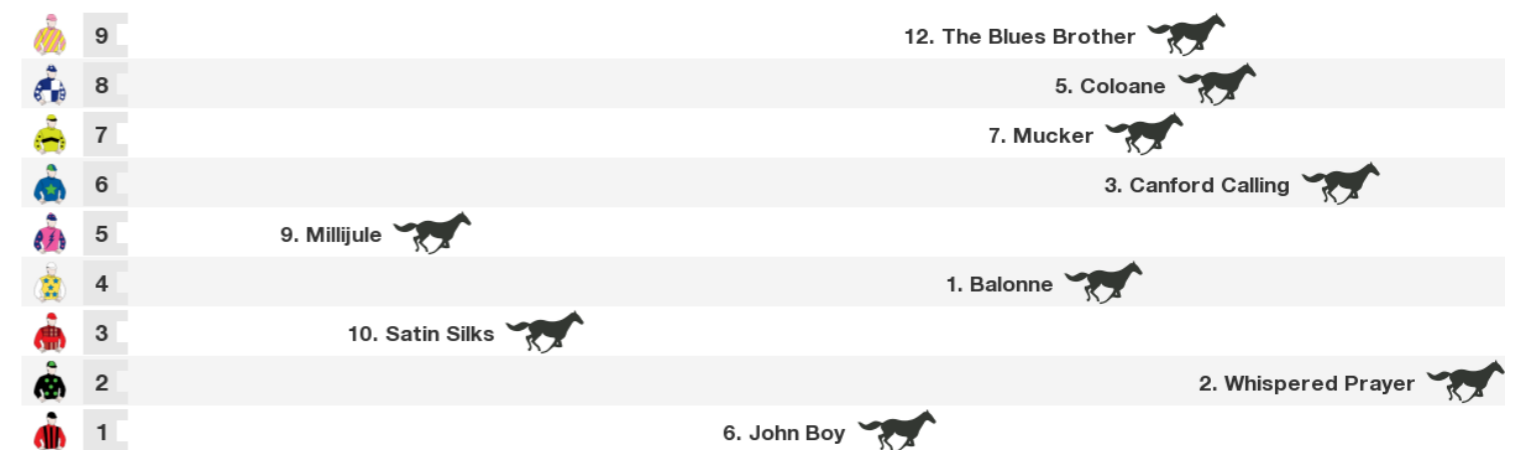 9 12. The Blues Brother
8 5. Coloane
7 7. Mucker
6 3. Canford Calling
5 9. Millijule
4 1. Balonne
3 10. Satin Silks
2 2. Whispered Prayer
1 6. John Boy